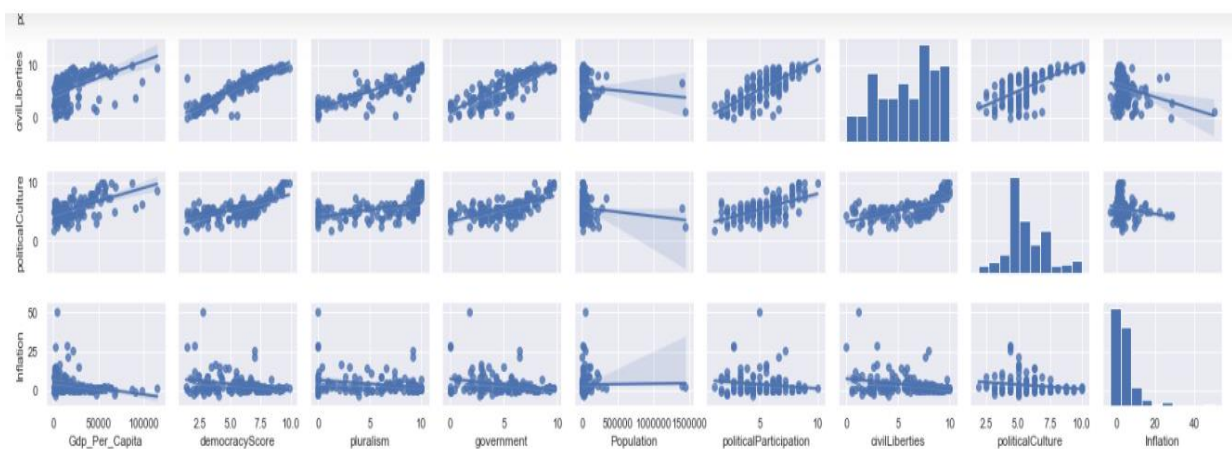 civilLiberties
10
0
politicalCulture
10
0
Inflation
50
25
0
0 50000 100000 2.5 5.0 7.5 10.0 0 5 10 0 5 10 0 500000 1000000 1500000 5 10 0 5 10 2.5 5.0 7.5 10.0 0 20 40
Gdp_Per_Capita democracyScore pluralism government Population politicalParticipation civilLiberties politicalCulture Inflation